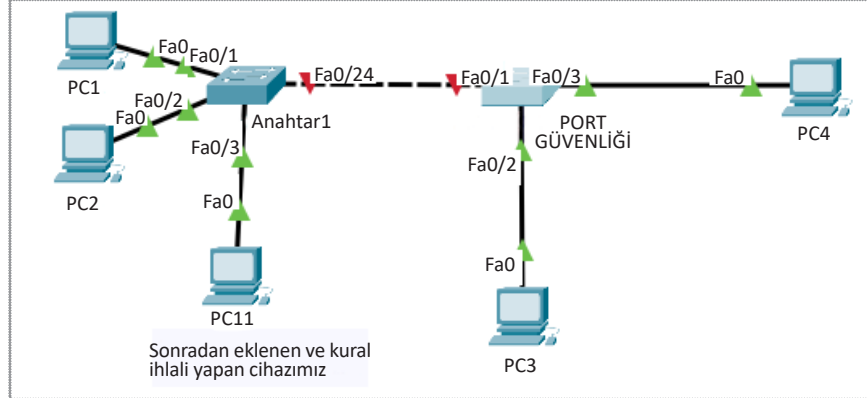 Fa0
Fa0/1
PC1
Fa0/2
Fa0
PC2
Anahtar1
Fa0/24
Fa0/3
Fa0
PC11
Sonradan eklenen ve kural
ihlali yapan cihazımız
Fa0/1
Fa0/3
PORT
GÜVENLİĞİ
Fa0/2
Fa0
PC3
Fa0
PC4